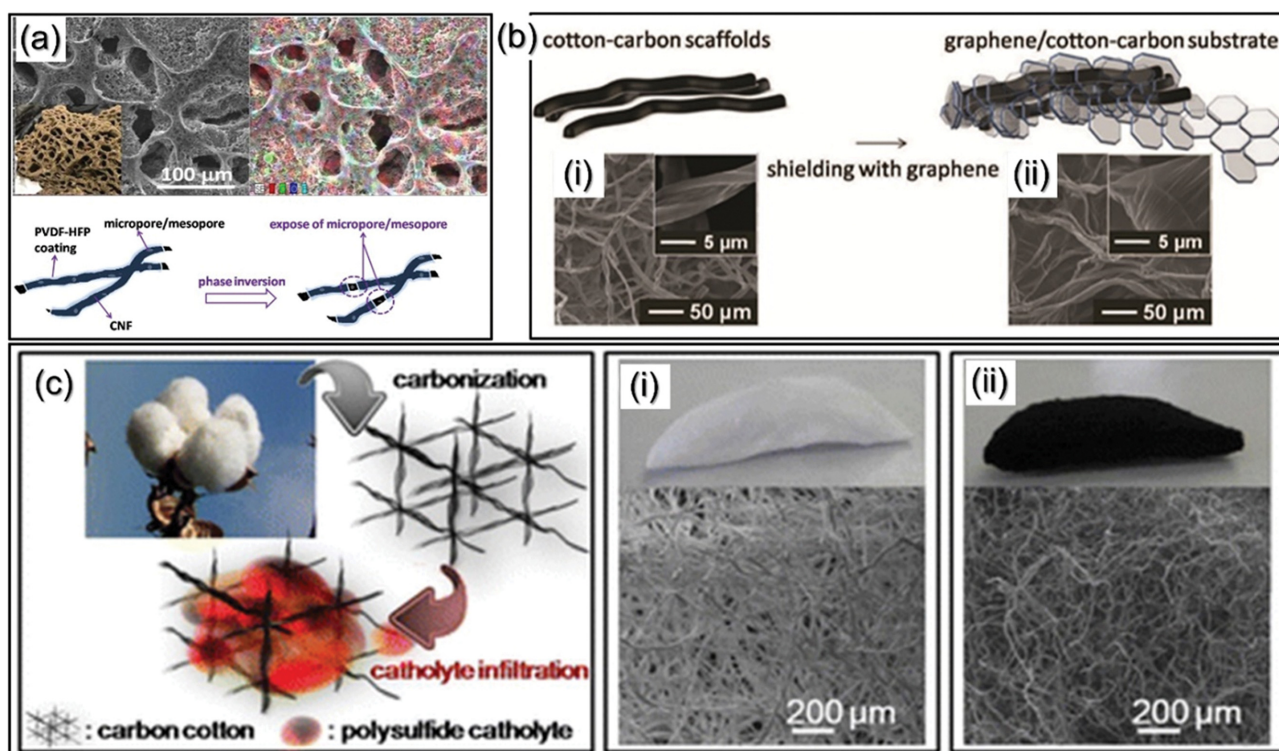 (a)
100 μm
PVDF-HFP
coating
micropore/mesopore
CNF
phase inversion
expose of micropore/mesopore
(b)
cotton-carbon scaffolds
graphene/cotton-carbon substrate
shielding with graphene
(i)
5 μm
50 μm
(ii)
5 μm
50 μm
(c)
carbonization
catholyte infiltration
: carbon cotton
: polysulfide catholyte
(i)
200 μm
(ii)
200 μm